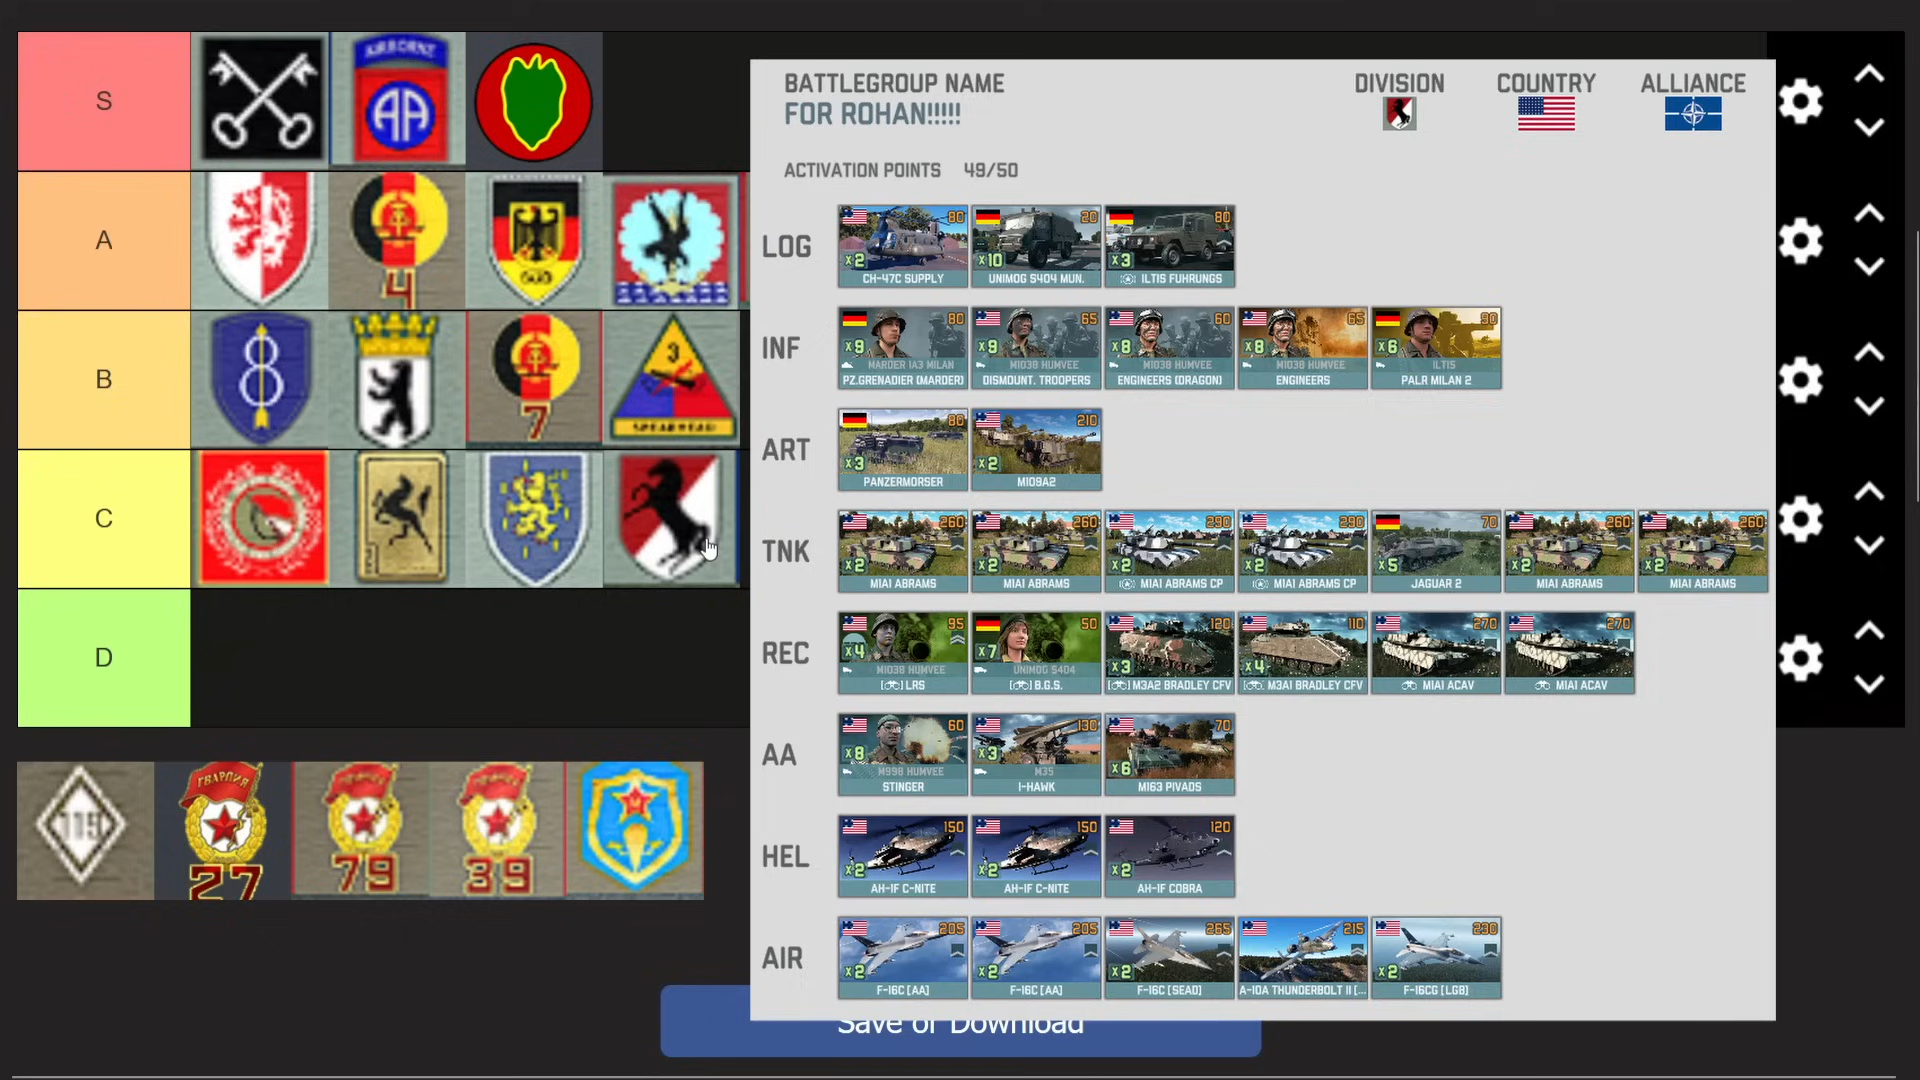 S
AIRBORNE
AA
A
4
SÜD
B
7
3
SPEARHEAD
C
D
119
ГВАРДИЯ
27
79
39
BATTLEGROUP NAME
FOR ROHAN!!!!!
DIVISION
COUNTRY
ALLIANCE
ACTIVATION POINTS 49/50
LOG
80
x2
CH-47C SUPPLY
20
x10
UNIMOG S404 MUN.
80
x3
ILTIS FUHRUNGS
INF
80
x9
MARDER 1A3 MILAN
PZ.GRENADIER (MARDER)
65
x9
M1038 HUMVEE
DISMOUNT. TROOPERS
60
x8
M1038 HUMVEE
ENGINEERS (DRAGON)
65
x8
M1038 HUMVEE
ENGINEERS
90
x6
ILTIS
PALR MILAN 2
ART
80
x3
PANZERMORSER
210
x2
M109A2
TNK
260
x2
M1A1 ABRAMS
260
x2
M1A1 ABRAMS
290
x2
M1A1 ABRAMS CP
290
x2
M1A1 ABRAMS CP
70
x5
JAGUAR 2
260
x2
M1A1 ABRAMS
260
x2
M1A1 ABRAMS
REC
95
x4
M1038 HUMVEE
LRS
50
x7
UNIMOG S404
B.G.S.
120
x3
M3A2 BRADLEY CFV
110
x4
M3A1 BRADLEY CFV
270
M1A1 ACAV
270
M1A1 ACAV
AA
60
x8
M998 HUMVEE
STINGER
130
x3
M35
I-HAWK
70
x6
M163 PIVADS
HEL
150
x2
AH-1F C-NITE
150
x2
AH-1F C-NITE
120
x2
AH-1F COBRA
AIR
205
x2
F-16C [AA]
205
x2
F-16C [AA]
265
x2
F-16C [SEAD]
215
x2
A-10A THUNDERBOLT II [...
230
x2
F-16CG [LGB]
Save or Download